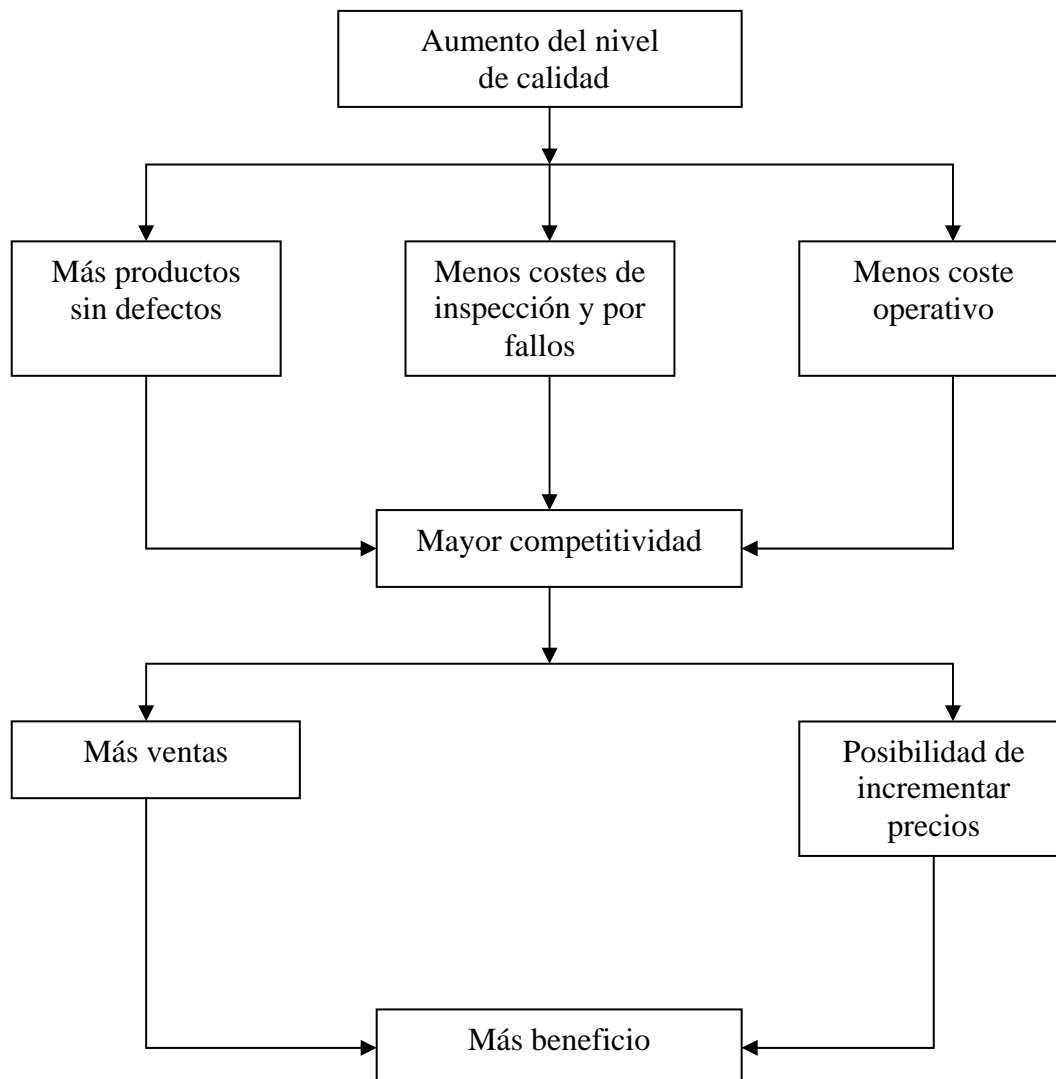 Aumento del nivel
de calidad
Más productos
sin defectos
Menos costes de
inspección y por
fallos
Menos coste
operativo
Mayor competitividad
Más ventas
Posibilidad de
incrementar
precios
Más beneficio